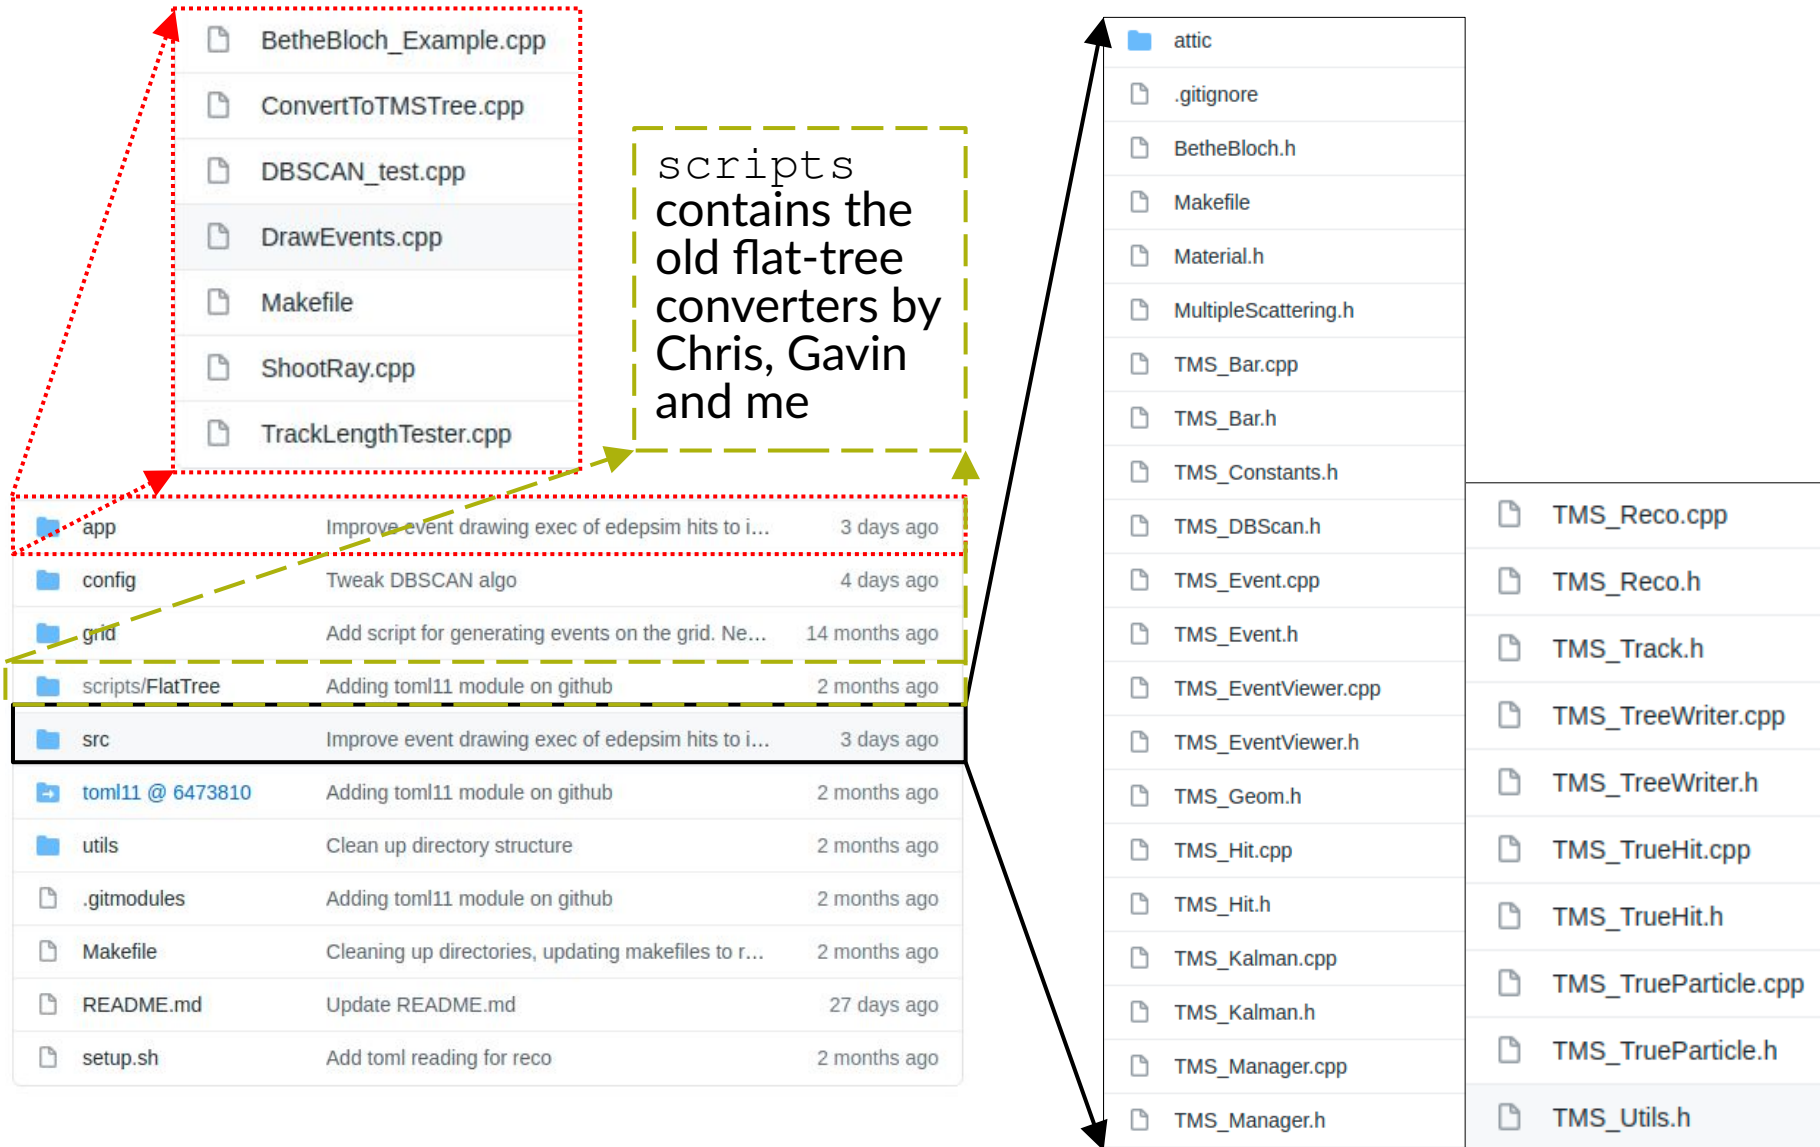 BetheBloch_Example.cpp
ConvertToTMSTree.cpp
DBSCAN_test.cpp
DrawEvents.cpp
Makefile
ShootRay.cpp
TrackLengthTester.cpp
scripts
contains the
old flat-tree
converters by
Chris, Gavin
and me
app Improve event drawing exec of edepsim hits to i... 3 days ago
config Tweak DBSCAN algo 4 days ago
grid Add script for generating events on the grid. Ne... 14 months ago
scripts/FlatTree Adding toml11 module on github 2 months ago
src Improve event drawing exec of edepsim hits to i... 3 days ago
toml11 @ 6473810 Adding toml11 module on github 2 months ago
utils Clean up directory structure 2 months ago
.gitmodules Adding toml11 module on github 2 months ago
Makefile Cleaning up directories, updating makefiles to r... 2 months ago
README.md Update README.md 27 days ago
setup.sh Add toml reading for reco 2 months ago
attic
.gitignore
BetheBloch.h
Makefile
Material.h
MultipleScattering.h
TMS_Bar.cpp
TMS_Bar.h
TMS_Constants.h
TMS_DBScan.h
TMS_Event.cpp
TMS_Event.h
TMS_EventViewer.cpp
TMS_EventViewer.h
TMS_Geom.h
TMS_Hit.cpp
TMS_Hit.h
TMS_Kalman.cpp
TMS_Kalman.h
TMS_Manager.cpp
TMS_Manager.h
TMS_Reco.cpp
TMS_Reco.h
TMS_Track.h
TMS_TreeWriter.cpp
TMS_TreeWriter.h
TMS_TrueHit.cpp
TMS_TrueHit.h
TMS_TrueParticle.cpp
TMS_TrueParticle.h
TMS_Utils.h